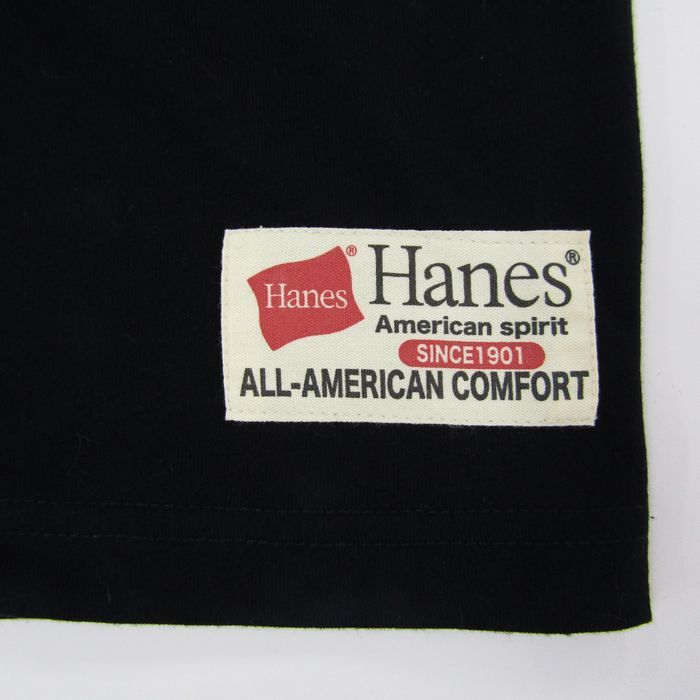 Hanes®
Hanes®
American spirit
SINCE1901
ALL-AMERICAN COMFORT